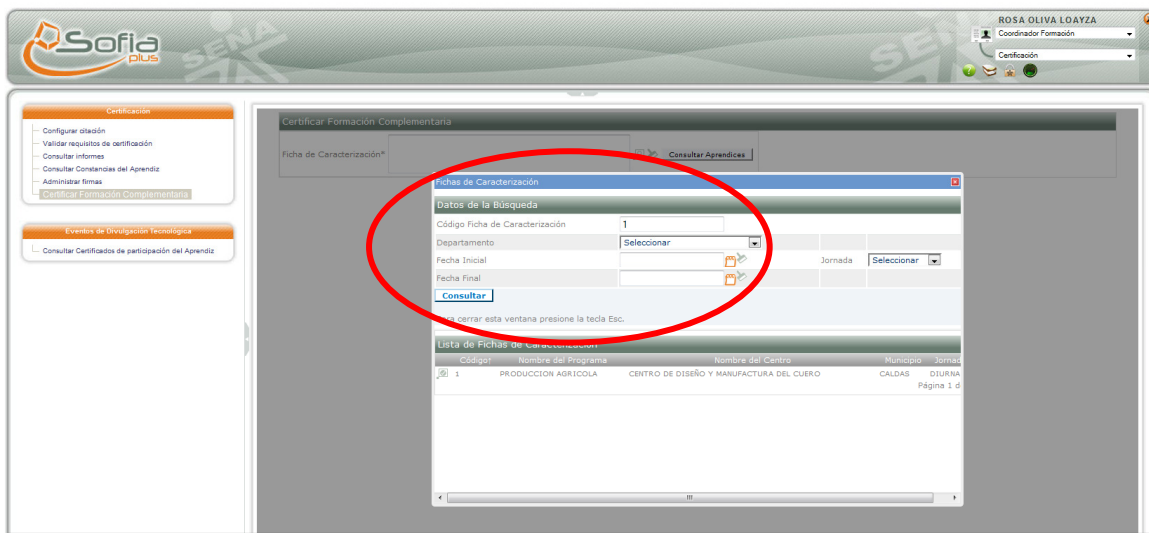 Sofia
plus
SENA
SENA
ROSA OLIVA LOAYZA
Coordinador Formación
Certificación
Certificación
Configurar citación
Validar requisitos de certificación
Consultar informes
Consultar Constancias del Aprendiz
Administrar firmas
Certificar Formación Complementaria
Eventos de Divulgación Tecnológica
Consultar Certificados de participación del Aprendiz
Certificar Formación Complementaria
Ficha de Caracterización*
Consultar Aprendices
Fichas de Caracterización
Datos de la Búsqueda
Código Ficha de Caracterización 1
Departamento Seleccionar
Fecha Inicial Jornada Seleccionar
Fecha Final
Consultar
Para cerrar esta ventana presione la tecla Esc.
Lista de Fichas de Caracterización
Código↑ Nombre del Programa Nombre del Centro Municipio Jornad
1 PRODUCCION AGRICOLA CENTRO DE DISEÑO Y MANUFACTURA DEL CUERO CALDAS DIURNA
Página 1 d